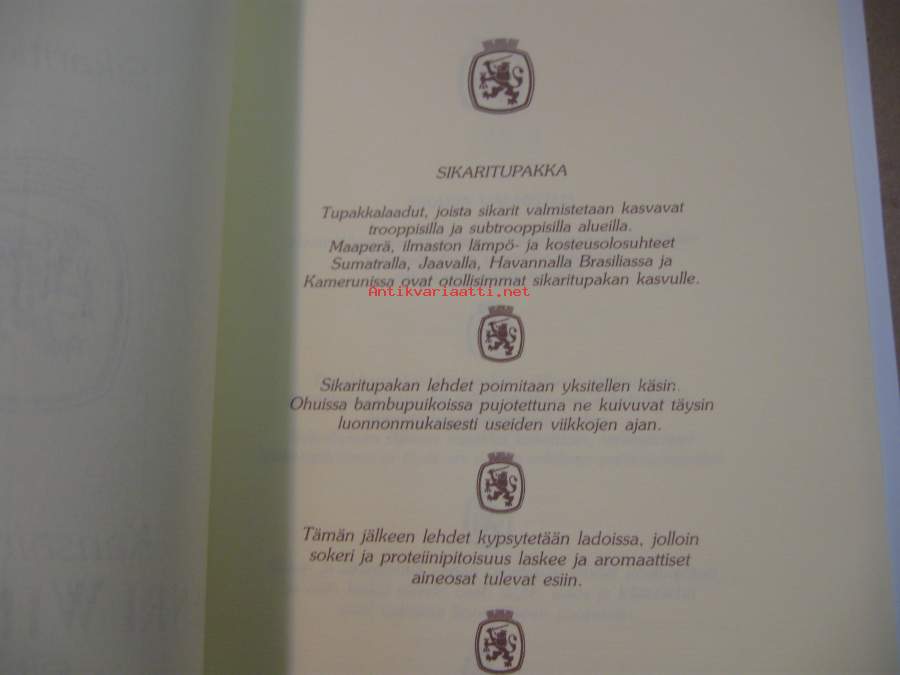 SIKARITUPAKKA
Tupakkalaadut, joista sikarit valmistetaan kasvavat
trooppisilla ja subtrooppisilla alueilla.
Maaperä, ilmaston lämpö- ja kosteusolosuhteet
Sumatralla, Jaavalla, Havannalla Brasiliassa ja
Kamerunissa ovat otollisimmat sikaritupakan kasvulle.
Antikvariaatti.net
Sikaritupakan lehdet poimitaan yksitellen käsin.
Ohuissa bambupuikoissa pujotettuna ne kuivuvat täysin
luonnonmukaisesti useiden viikkojen ajan.
Tämän jälkeen lehdet kypsytetään ladoissa, jolloin
sokeri ja proteiinipitoisuus laskee ja aromaattiset
aineosat tulevat esiin.